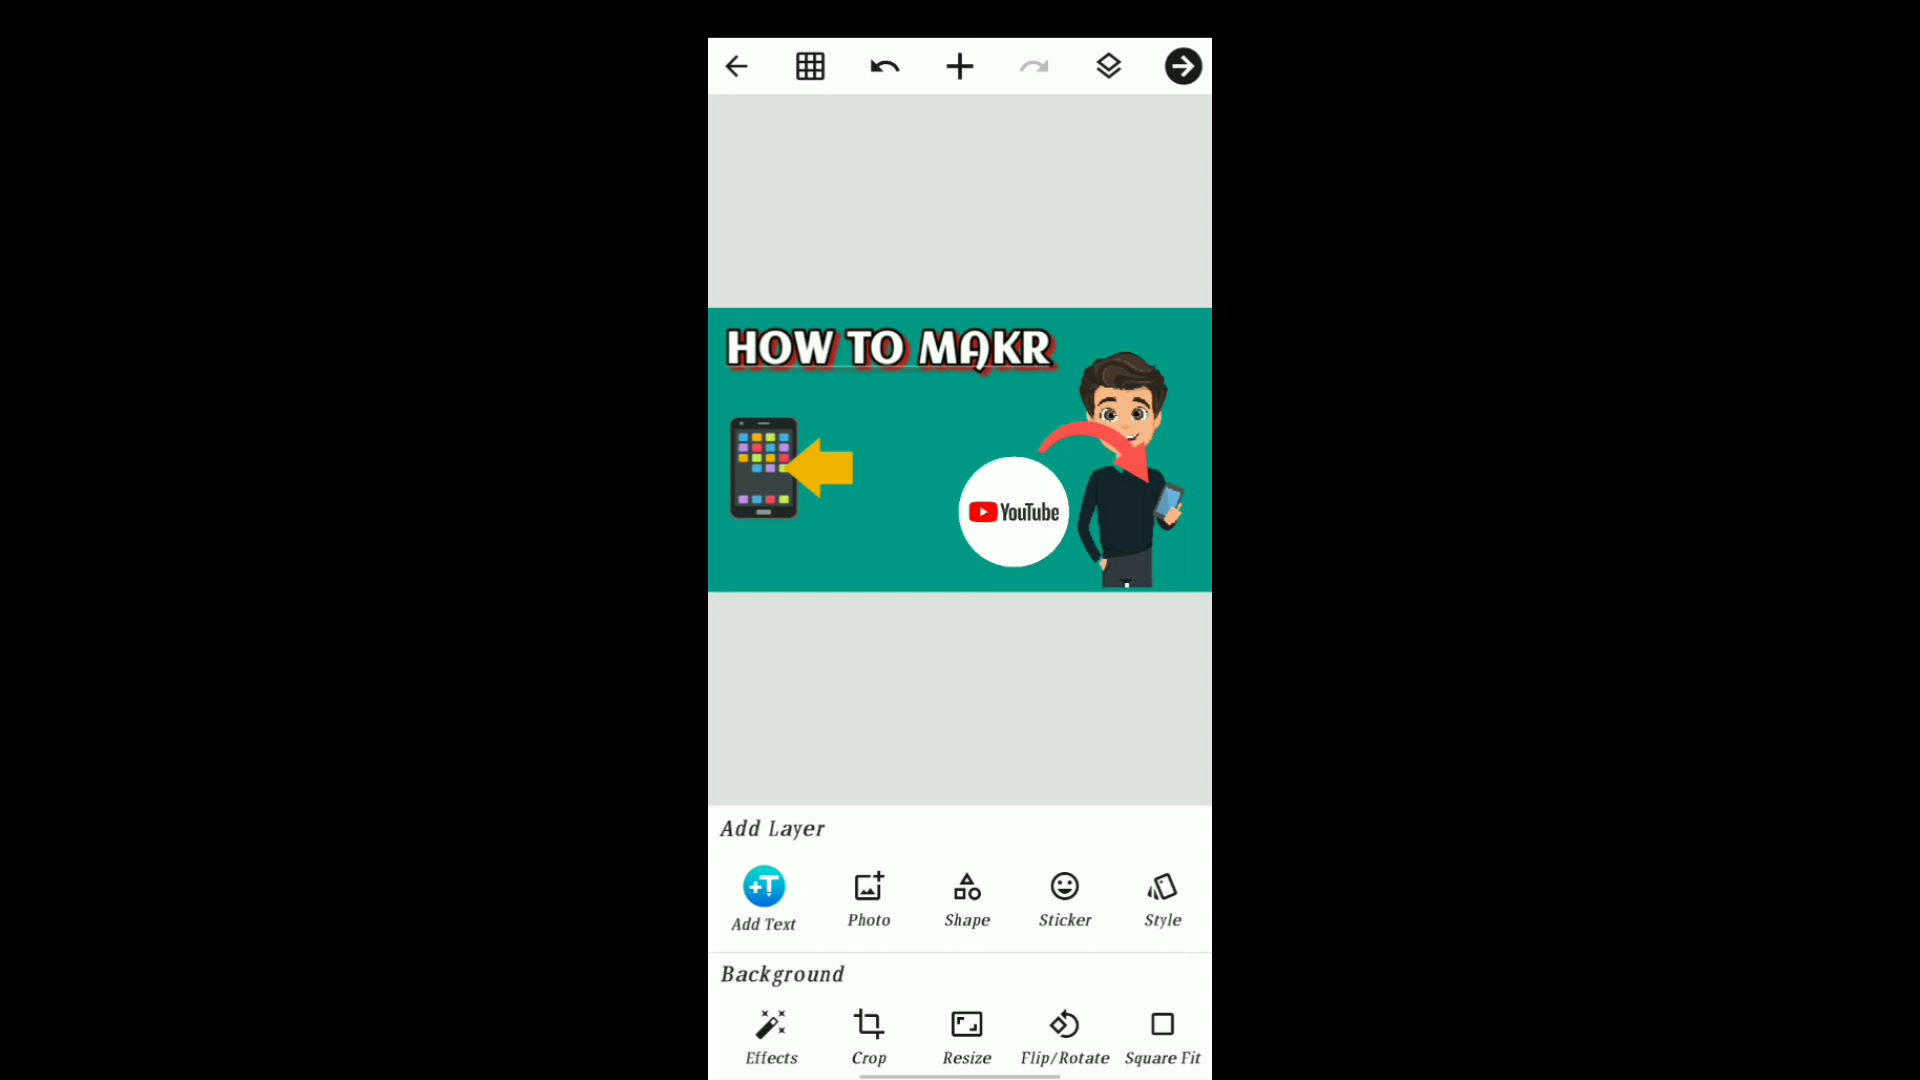 HOW TO MAKR
YouTube
Add Layer
+T
Add Text
Photo
Shape
Sticker
Style
Background
Effects
Crop
Resize
Flip/Rotate
Square Fit